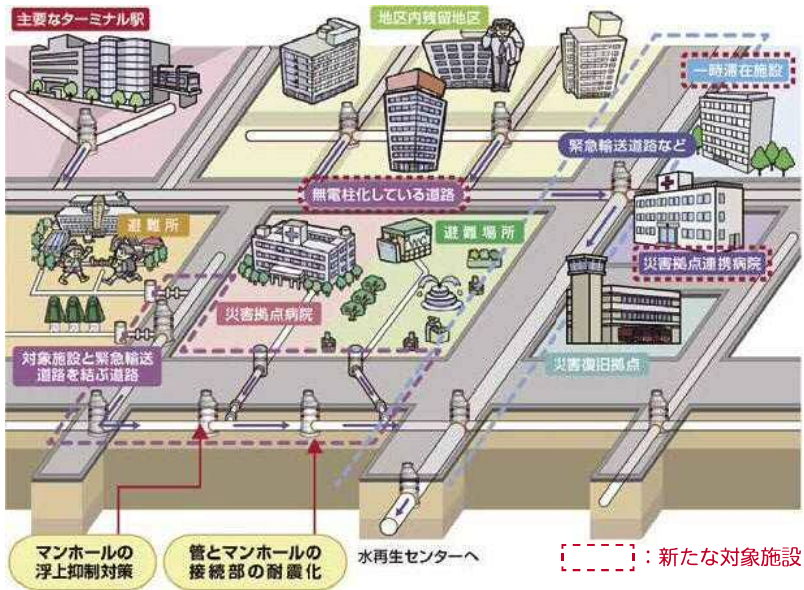 主要なターミナル駅
地区内残留地区
一時滞在施設
緊急輸送道路など
無電柱化している道路
避難所
避難場所
災害拠点連携病院
災害拠点病院
対象施設と緊急輸送
道路を結ぶ道路
災害復旧拠点
マンホールの
浮上抑制対策
管とマンホールの
接続部の耐震化
水再生センターへ
：新たな対象施設